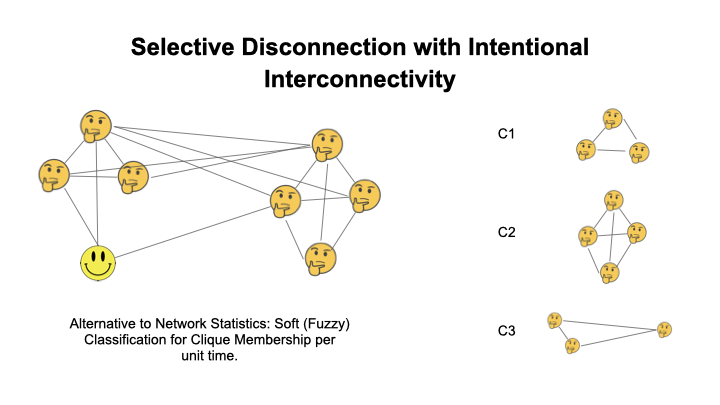 Selective Disconnection with Intentional
Interconnectivity
C1
C2
C3
Alternative to Network Statistics: Soft (Fuzzy)
Classification for Clique Membership per
unit time.